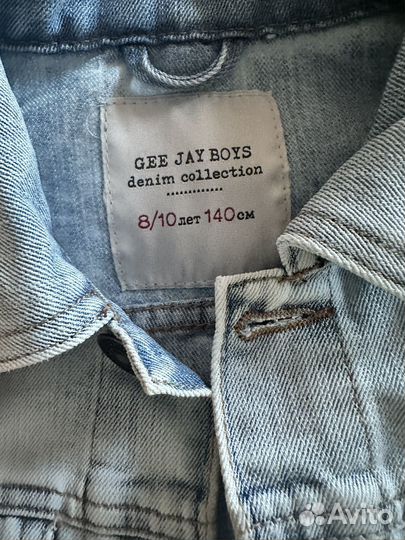 GEE JAY BOYS
denim collection
.............
8/10 лет 140 см
Avito